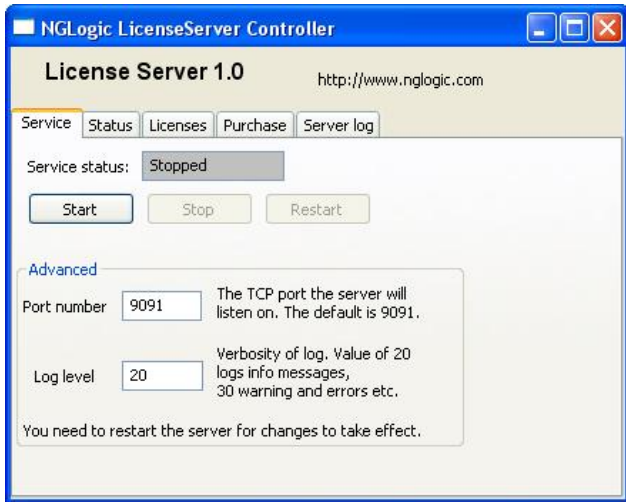 NGLogic LicenseServer Controller
License Server 1.0
http://www.nglogic.com
Service Status Licenses Purchase Server log
Service status: Stopped
Start Stop Restart
Advanced
Port number 9091 The TCP port the server will
listen on. The default is 9091.
Log level 20 Verbosity of log. Value of 20
logs info messages,
30 warning and errors etc.
You need to restart the server for changes to take effect.